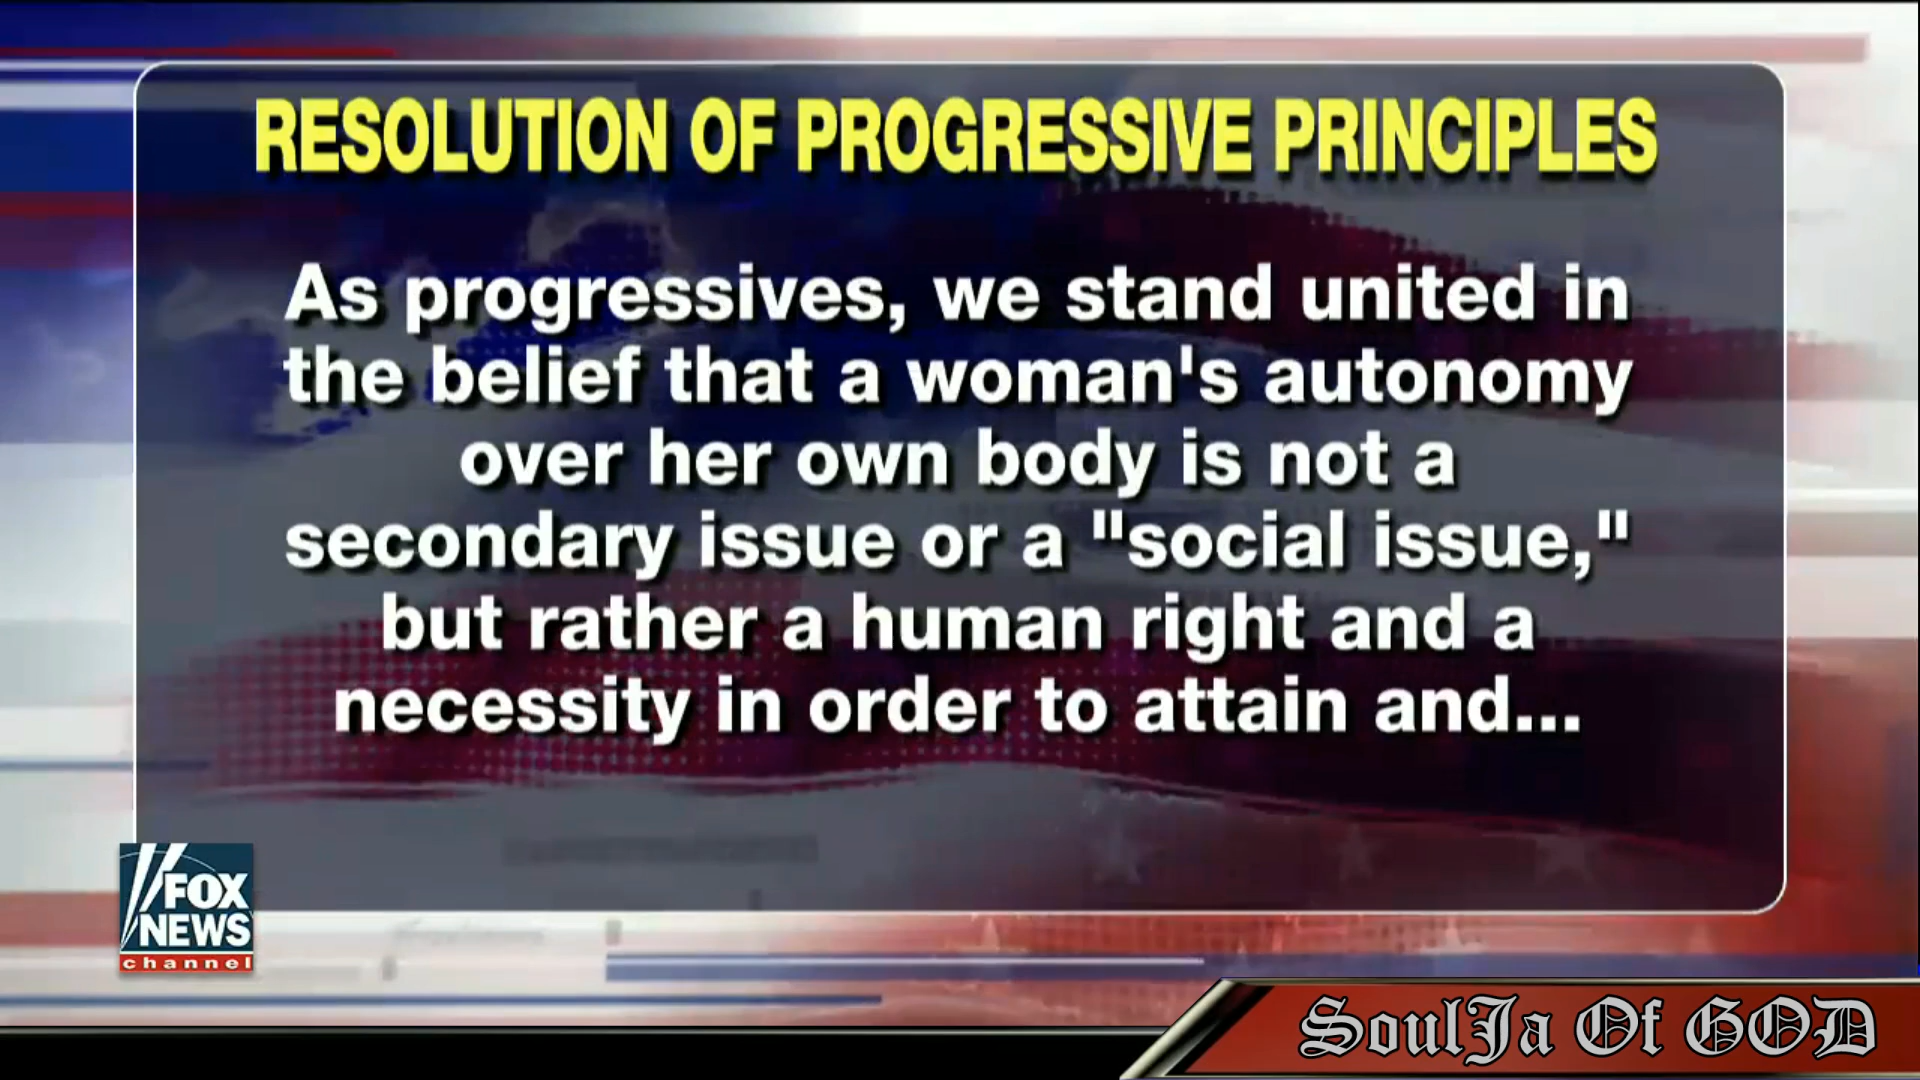 RESOLUTION OF PROGRESSIVE PRINCIPLES
As progressives, we stand united in
the belief that a woman's autonomy
over her own body is not a
secondary issue or a "social issue,"
but rather a human right and a
necessity in order to attain and...
FOX
NEWS
channel
SoulJa Of GOD